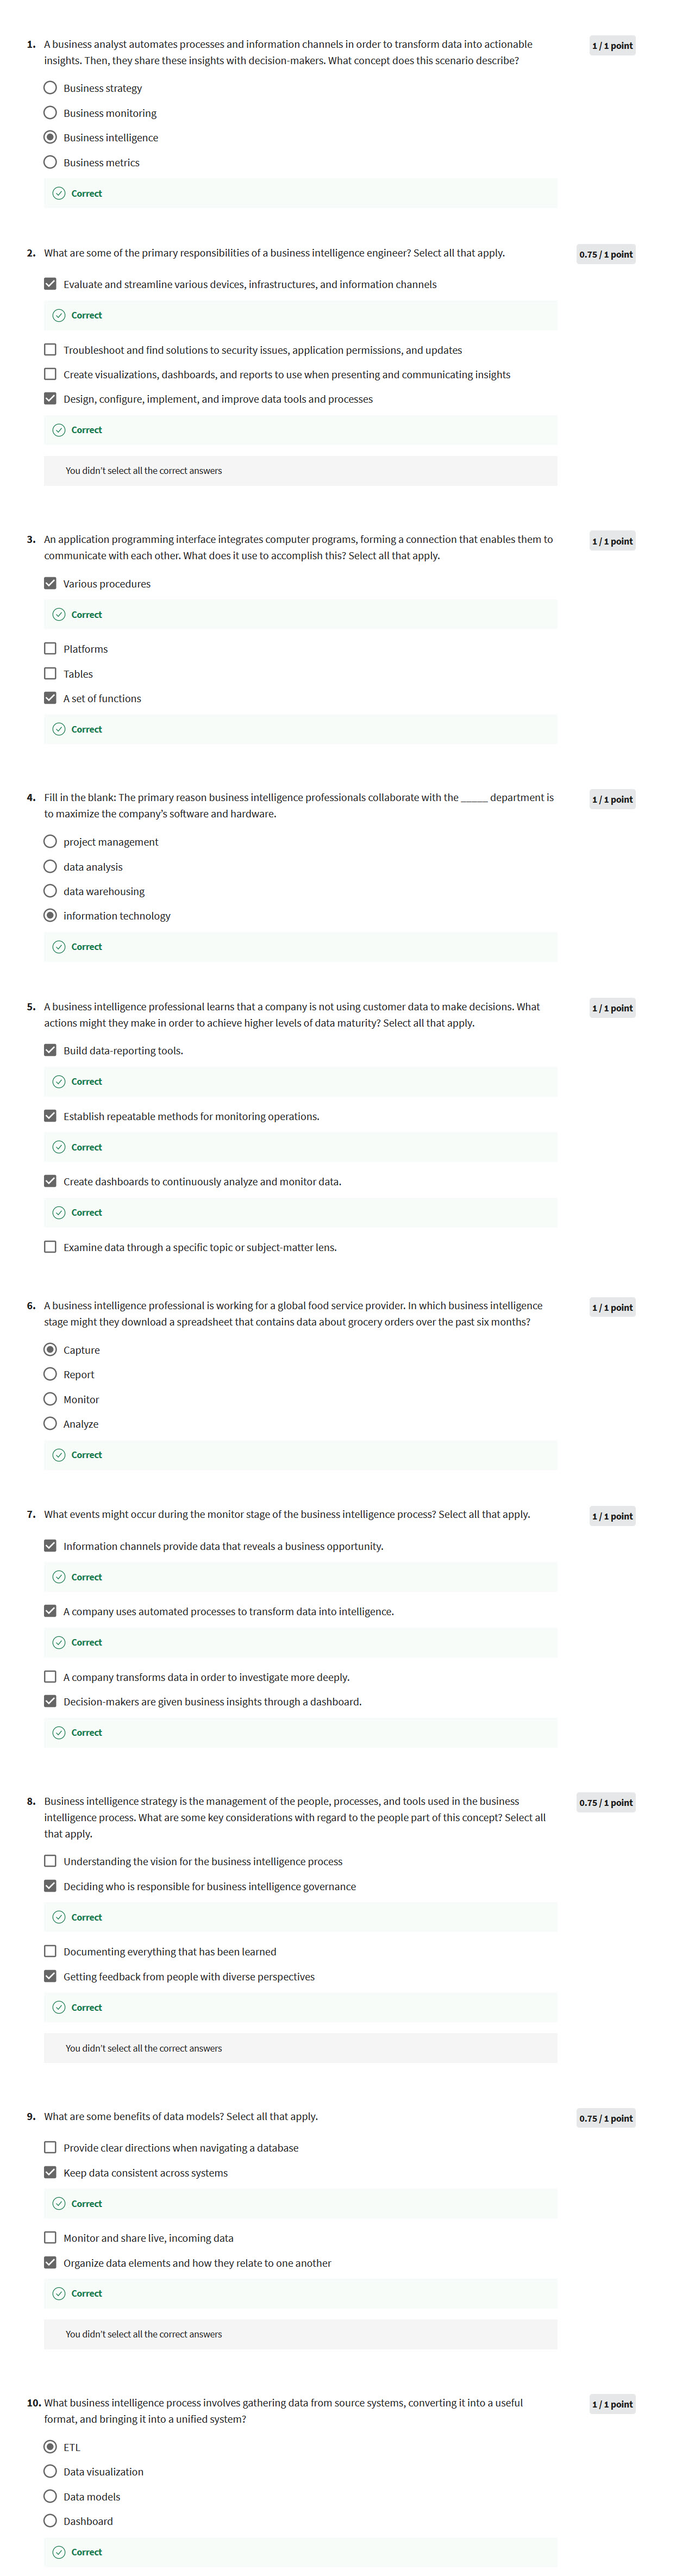 1. A business analyst automates processes and information channels in order to transform data into actionable
1 / 1 point
insights. Then, they share these insights with decision-makers. What concept does this scenario describe?
Business strategy
Business monitoring
Business intelligence
Business metrics
Correct
2. What are some of the primary responsibilities of a business intelligence engineer? Select all that apply.
0.75 / 1 point
Evaluate and streamline various devices, infrastructures, and information channels
Correct
Troubleshoot and find solutions to security issues, application permissions, and updates
Create visualizations, dashboards, and reports to use when presenting and communicating insights
Design, configure, implement, and improve data tools and processes
Correct
You didn't select all the correct answers
3. An application programming interface integrates computer programs, forming a connection that enables them to
1 / 1 point
communicate with each other. What does it use to accomplish this? Select all that apply.
Various procedures
Correct
Platforms
Tables
A set of functions
Correct
4. Fill in the blank: The primary reason business intelligence professionals collaborate with the _____ department is
1 / 1 point
to maximize the company's software and hardware.
project management
data analysis
data warehousing
information technology
Correct
5. A business intelligence professional learns that a company is not using customer data to make decisions. What
1 / 1 point
actions might they make in order to achieve higher levels of data maturity? Select all that apply.
Build data-reporting tools.
Correct
Establish repeatable methods for monitoring operations.
Correct
Create dashboards to continuously analyze and monitor data.
Correct
Examine data through a specific topic or subject-matter lens.
6. A business intelligence professional is working for a global food service provider. In which business intelligence
1 / 1 point
stage might they download a spreadsheet that contains data about grocery orders over the past six months?
Capture
Report
Monitor
Analyze
Correct
7. What events might occur during the monitor stage of the business intelligence process? Select all that apply.
1 / 1 point
Information channels provide data that reveals a business opportunity.
Correct
A company uses automated processes to transform data into intelligence.
Correct
A company transforms data in order to investigate more deeply.
Decision-makers are given business insights through a dashboard.
Correct
8. Business intelligence strategy is the management of the people, processes, and tools used in the business
0.75 / 1 point
intelligence process. What are some key considerations with regard to the people part of this concept? Select all
that apply.
Understanding the vision for the business intelligence process
Deciding who is responsible for business intelligence governance
Correct
Documenting everything that has been learned
Getting feedback from people with diverse perspectives
Correct
You didn't select all the correct answers
9. What are some benefits of data models? Select all that apply.
0.75 / 1 point
Provide clear directions when navigating a database
Keep data consistent across systems
Correct
Monitor and share live, incoming data
Organize data elements and how they relate to one another
Correct
You didn't select all the correct answers
10. What business intelligence process involves gathering data from source systems, converting it into a useful
1 / 1 point
format, and bringing it into a unified system?
ETL
Data visualization
Data models
Dashboard
Correct